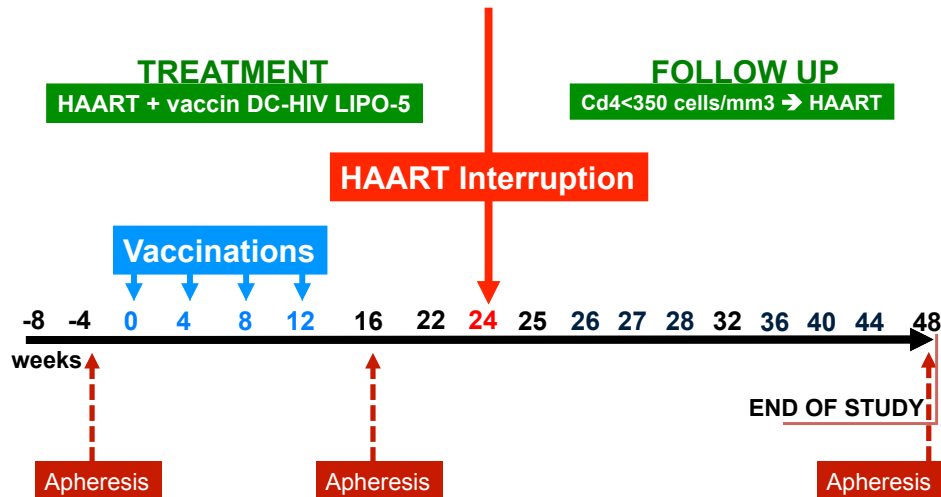 TREATMENT
HAART + vaccin DC-HIV LIPO-5
FOLLOW UP
Cd4<350 cells/mm3 ➔ HAART
HAART Interruption
Vaccinations
-8 -4 0 4 8 12 16 22 24 25 26 27 28 32 36 40 44 48
weeks
END OF STUDY
Apheresis Apheresis Apheresis